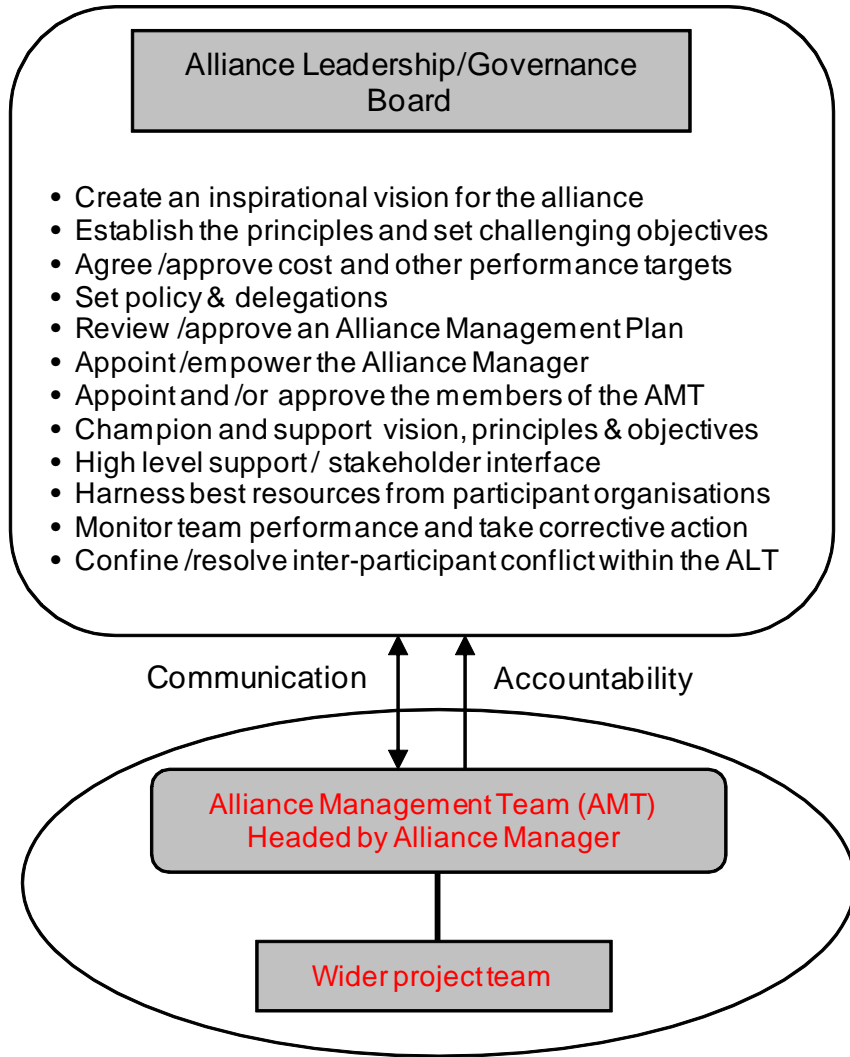 Alliance Leadership/Governance
Board
• Create an inspirational vision for the alliance
• Establish the principles and set challenging objectives
• Agree /approve cost and other performance targets
• Set policy & delegations
• Review /approve an Alliance Management Plan
• Appoint /empower the Alliance Manager
• Appoint and /or approve the members of the AMT
• Champion and support vision, principles & objectives
• High level support / stakeholder interface
• Harness best resources from participant organisations
• Monitor team performance and take corrective action
• Confine /resolve inter-participant conflict within the ALT
Communication
Accountability
Alliance Management Team (AMT)
Headed by Alliance Manager
Wider project team